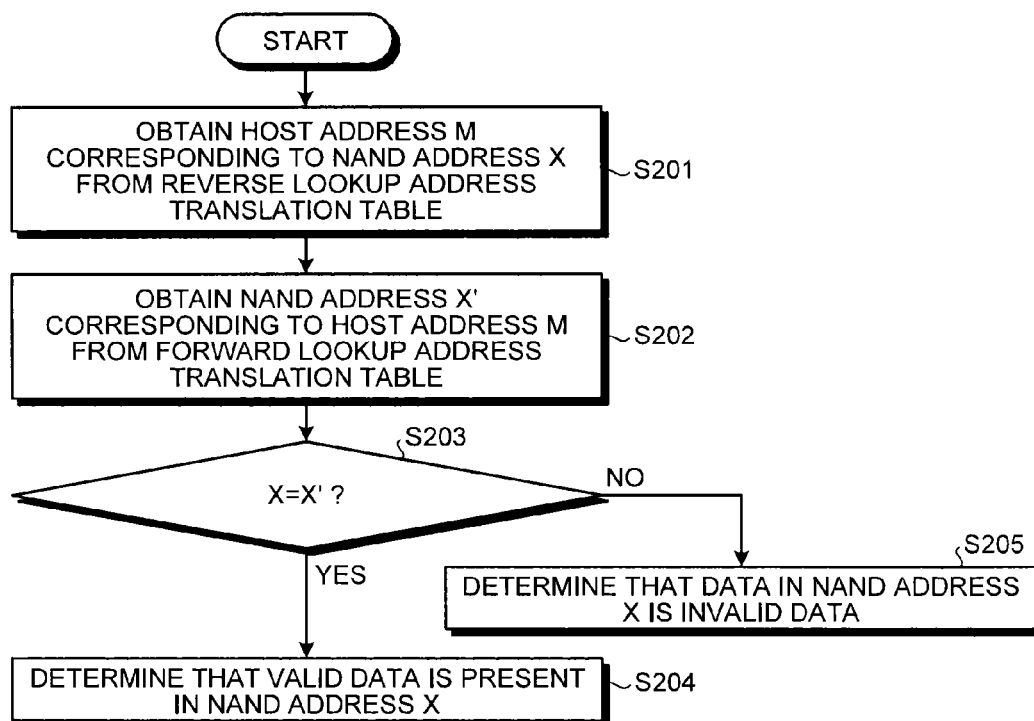 START
OBTAIN HOST ADDRESS M
CORRESPONDING TO NAND ADDRESS X
FROM REVERSE LOOKUP ADDRESS
TRANSLATION TABLE
S201
OBTAIN NAND ADDRESS X'
CORRESPONDING TO HOST ADDRESS M
FROM FORWARD LOOKUP ADDRESS
TRANSLATION TABLE
S202
S203
X=X' ?
NO
YES
S205
DETERMINE THAT DATA IN NAND ADDRESS
X IS INVALID DATA
DETERMINE THAT VALID DATA IS PRESENT
IN NAND ADDRESS X
S204